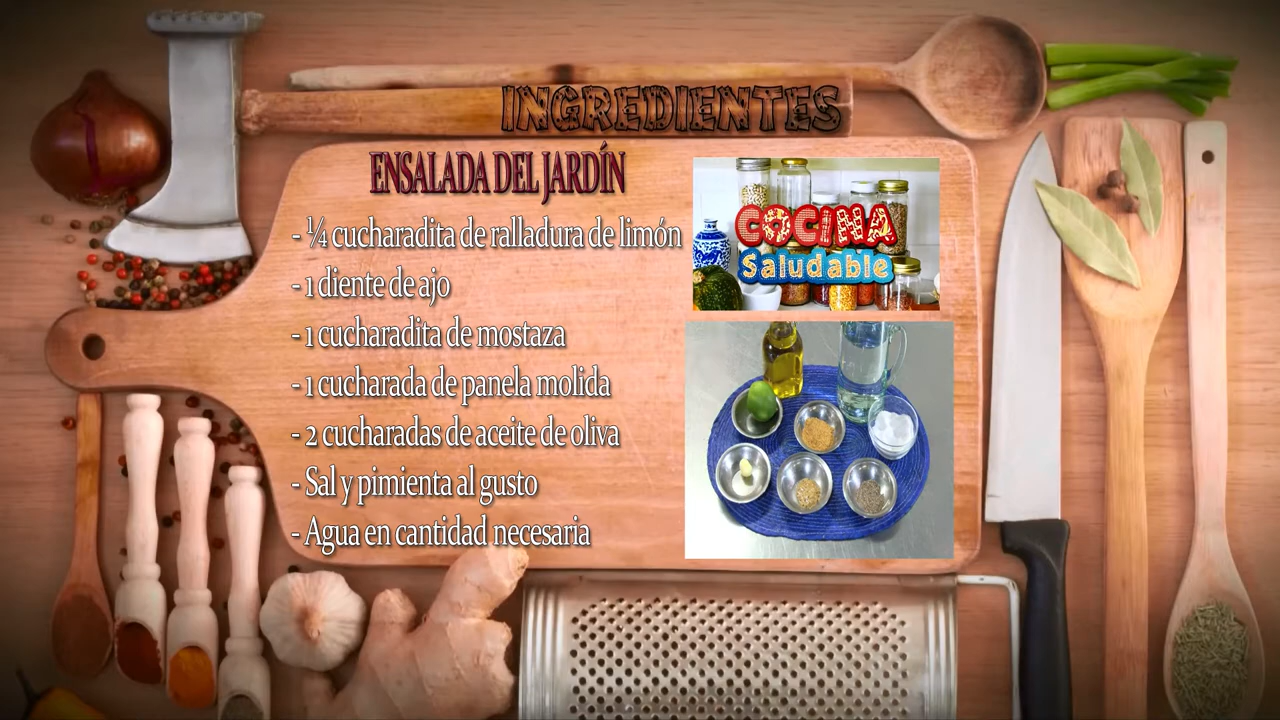 INGREDIENTES
ENSALADA DEL JARDÍN
- ¼ cucharadita de ralladura de limón
- 1 diente de ajo
- 1 cucharadita de mostaza
- 1 cucharada de panela molida
- 2 cucharadas de aceite de oliva
- Sal y pimienta al gusto
- Agua en cantidad necesaria
COCINA
Saludable